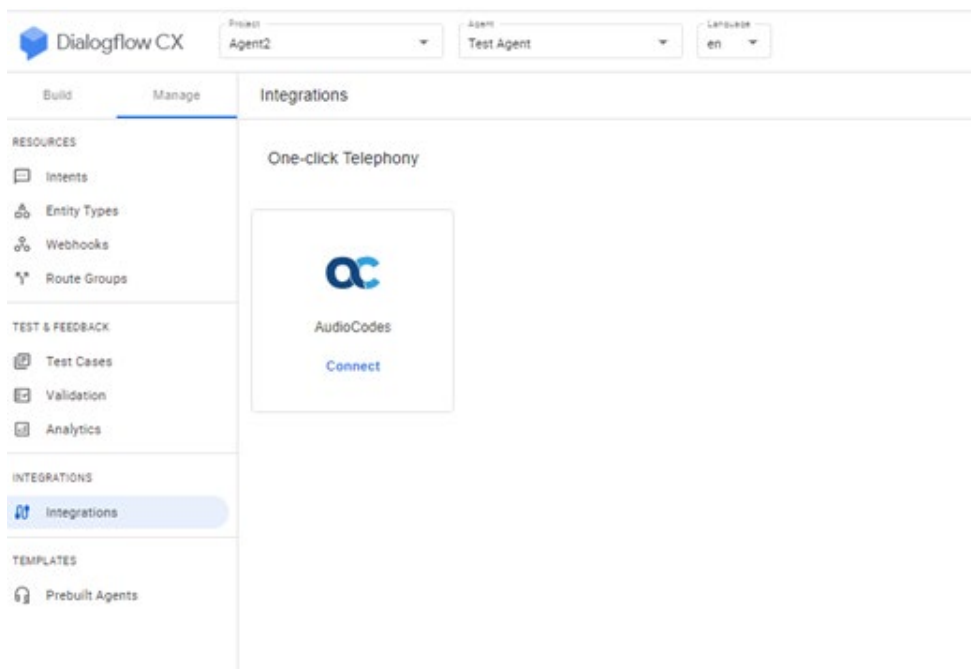 Dialogflow CX
Project
Agent2
Agent
Test Agent
Language
en
Build
Manage
Integrations
RESOURCES
Intents
Entity Types
Webhooks
Route Groups
TEST & FEEDBACK
Test Cases
Validation
Analytics
INTEGRATIONS
Integrations
TEMPLATES
Prebuilt Agents
One-click Telephony
ac
AudioCodes
Connect